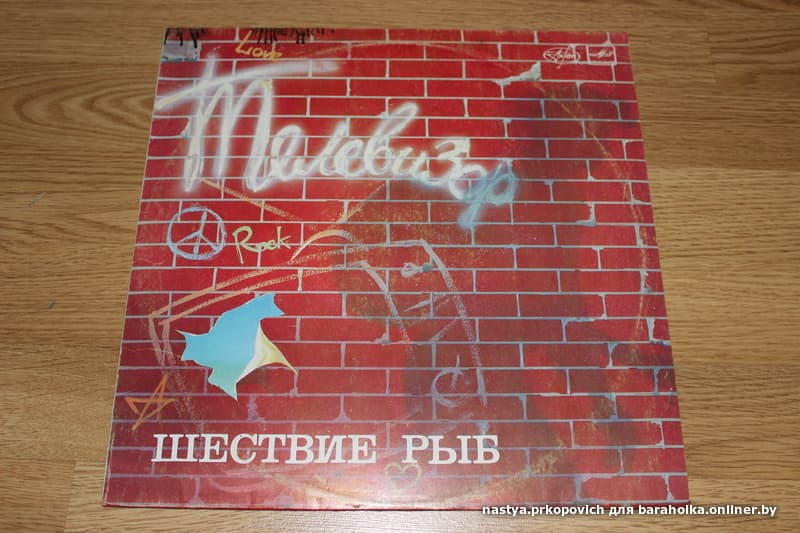 Love
Телевизор
Rock
ШЕСТВИЕ РЫБ
nastya.prkopovich для baraholka.onliner.by